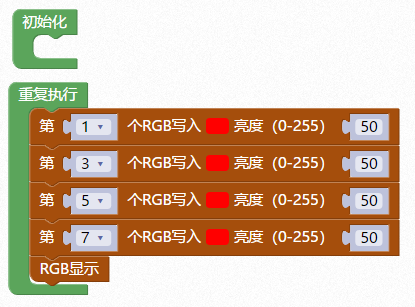 初始化
重复执行
第 1 个RGB写入 亮度（0-255） 50
第 3 个RGB写入 亮度（0-255） 50
第 5 个RGB写入 亮度（0-255） 50
第 7 个RGB写入 亮度（0-255） 50
RGB显示